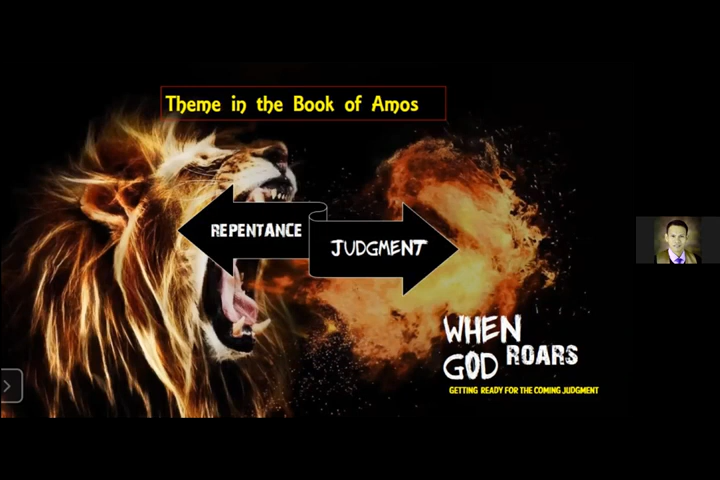 Theme in the Book of Amos
REPENTANCE
JUDGMENT
WHEN
GOD ROARS
GETTING READY FOR THE COMING JUDGMENT